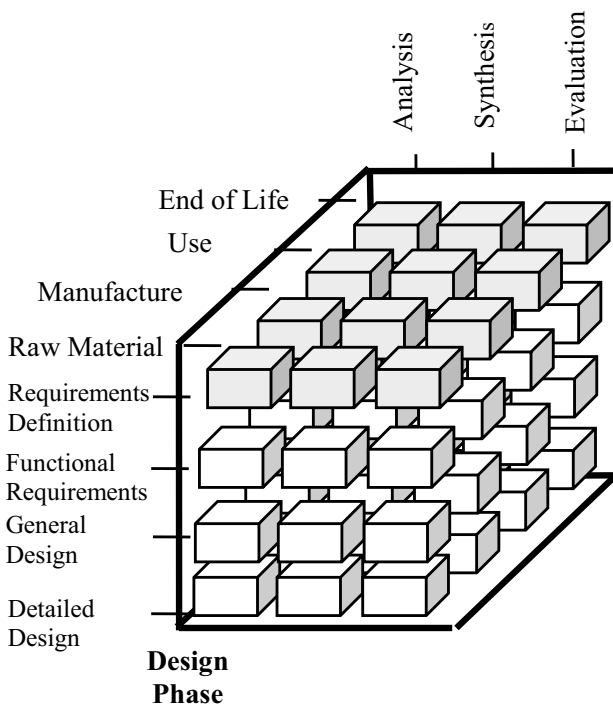 Analysis
Synthesis
Evaluation
End of Life
Use
Manufacture
Raw Material
Requirements
Definition
Functional
Requirements
General
Design
Detailed
Design
Design
Phase